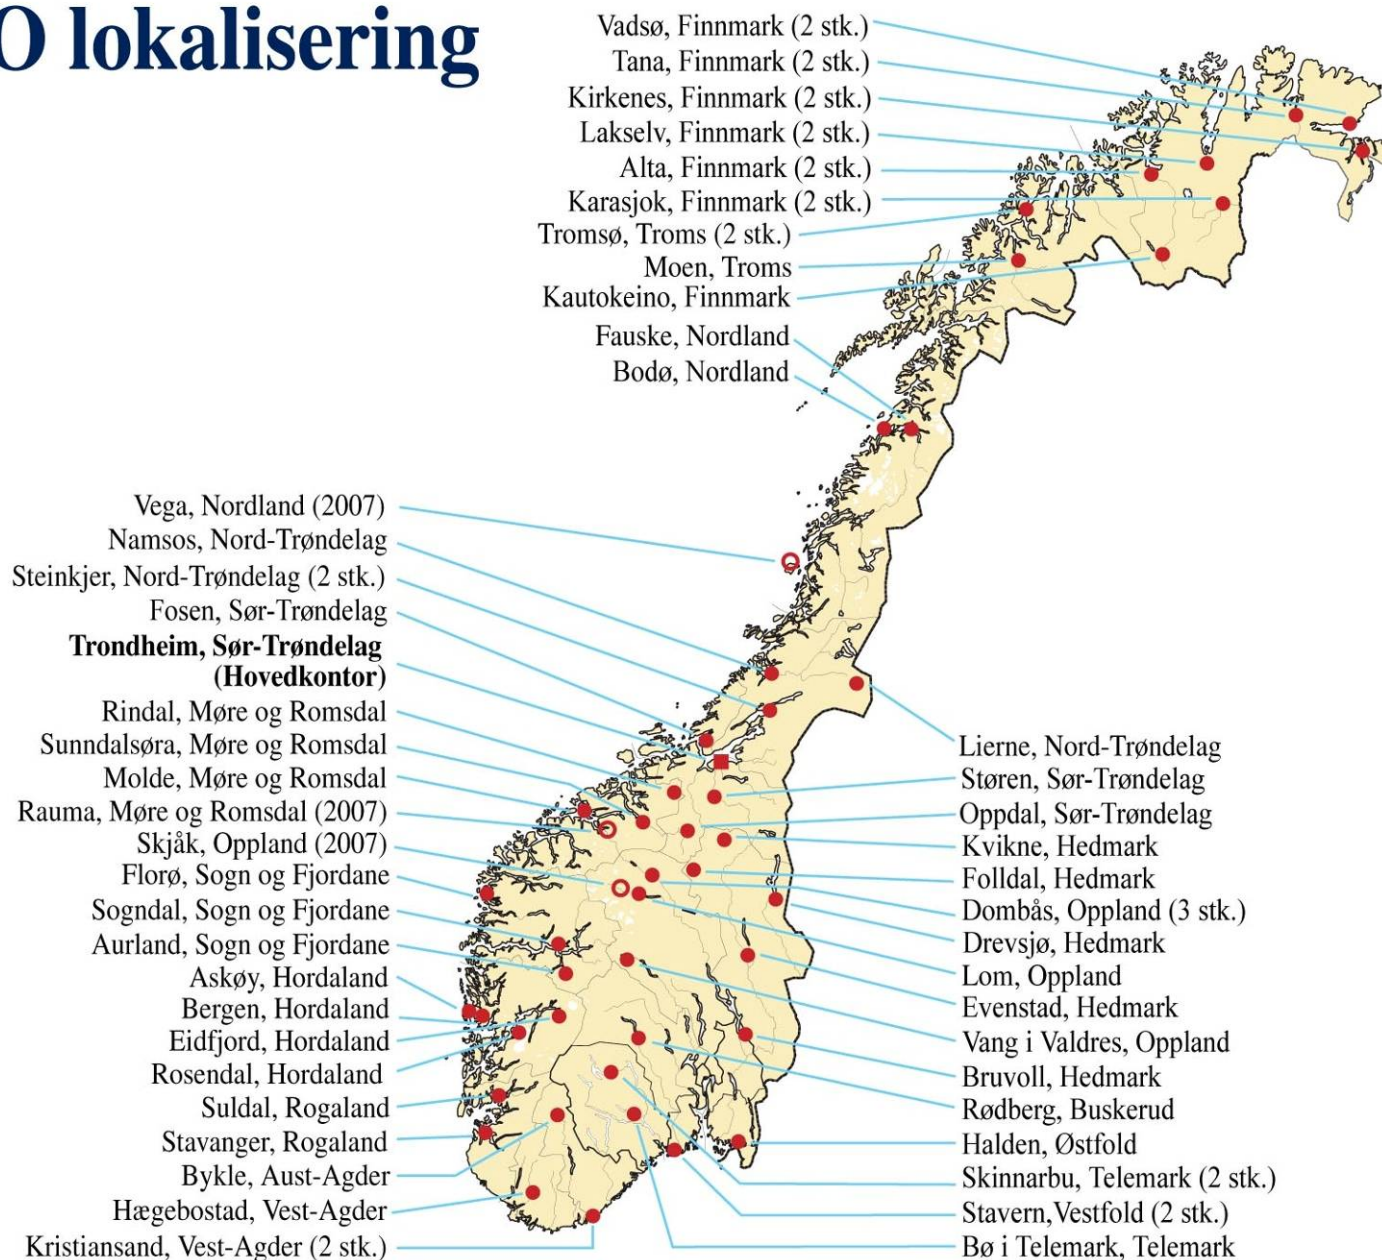 O lokalisering
Vadsø, Finnmark (2 stk.)
Tana, Finnmark (2 stk.)
Kirkenes, Finnmark (2 stk.)
Lakselv, Finnmark (2 stk.)
Alta, Finnmark (2 stk.)
Karasjok, Finnmark (2 stk.)
Tromsø, Troms (2 stk.)
Moen, Troms
Kautokeino, Finnmark
Fauske, Nordland
Bodø, Nordland
Vega, Nordland (2007)
Namsos, Nord-Trøndelag
Steinkjer, Nord-Trøndelag (2 stk.)
Fosen, Sør-Trøndelag
Trondheim, Sør-Trøndelag
(Hovedkontor)
Rindal, Møre og Romsdal
Sunndalsøra, Møre og Romsdal
Molde, Møre og Romsdal
Rauma, Møre og Romsdal (2007)
Skjåk, Oppland (2007)
Florø, Sogn og Fjordane
Sogndal, Sogn og Fjordane
Aurland, Sogn og Fjordane
Askøy, Hordaland
Bergen, Hordaland
Eidfjord, Hordaland
Rosendal, Hordaland
Suldal, Rogaland
Stavanger, Rogaland
Bykle, Aust-Agder
Hægebostad, Vest-Agder
Kristiansand, Vest-Agder (2 stk.)
Lierne, Nord-Trøndelag
Støren, Sør-Trøndelag
Oppdal, Sør-Trøndelag
Kvikne, Hedmark
Folldal, Hedmark
Dombås, Oppland (3 stk.)
Drevsjø, Hedmark
Lom, Oppland
Evenstad, Hedmark
Vang i Valdres, Oppland
Bruvoll, Hedmark
Rødberg, Buskerud
Halden, Østfold
Skinnarbu, Telemark (2 stk.)
Stavern,Vestfold (2 stk.)
Bø i Telemark, Telemark